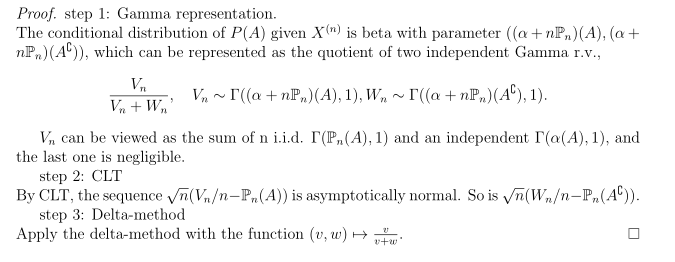 Proof. step 1: Gamma representation.
The conditional distribution of P(A) given X^{(n)} is beta with parameter ((α + nℙ_n)(A), (α +
nℙ_n)(A^∁)), which can be represented as the quotient of two independent Gamma r.v.,
\frac{V_n}{V_n + W_n}, V_n ∼ Γ((α + nℙ_n)(A), 1), W_n ∼ Γ((α + nℙ_n)(A^∁), 1).
V_n can be viewed as the sum of n i.i.d. Γ(ℙ_n(A), 1) and an independent Γ(α(A), 1), and
the last one is negligible.
step 2: CLT
By CLT, the sequence √n(V_n/n−ℙ_n(A)) is asymptotically normal. So is √n(W_n/n−ℙ_n(A^∁)).
step 3: Delta-method
Apply the delta-method with the function (v, w) ↦ \frac{v}{v+w}. □